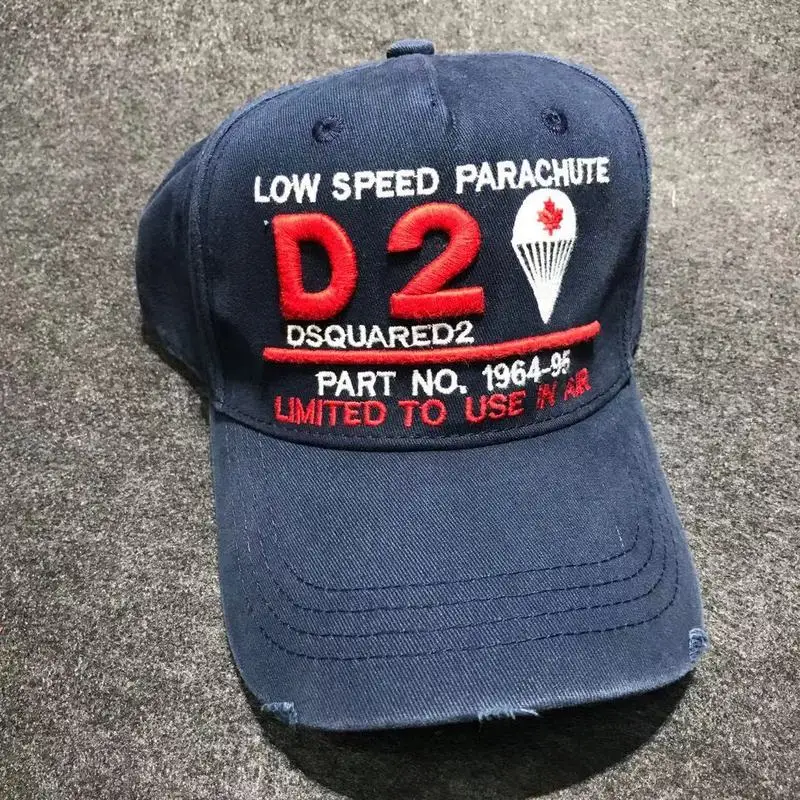 LOW SPEED PARACHUTE
D2
DSQUARED2
PART NO. 1964-95
LIMITED TO USE IN AIR